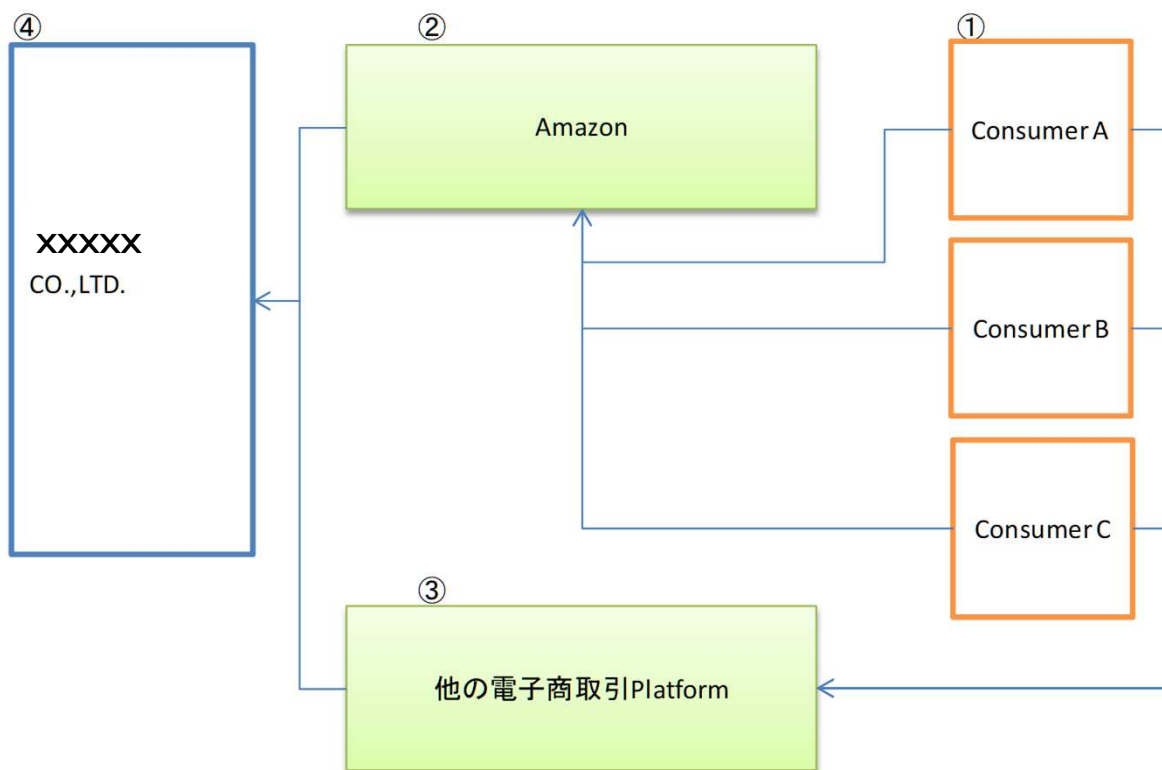 ④
②
①
Amazon
Consumer A
xxxxx
CO.,LTD.
Consumer B
Consumer C
③
他の電子商取引Platform